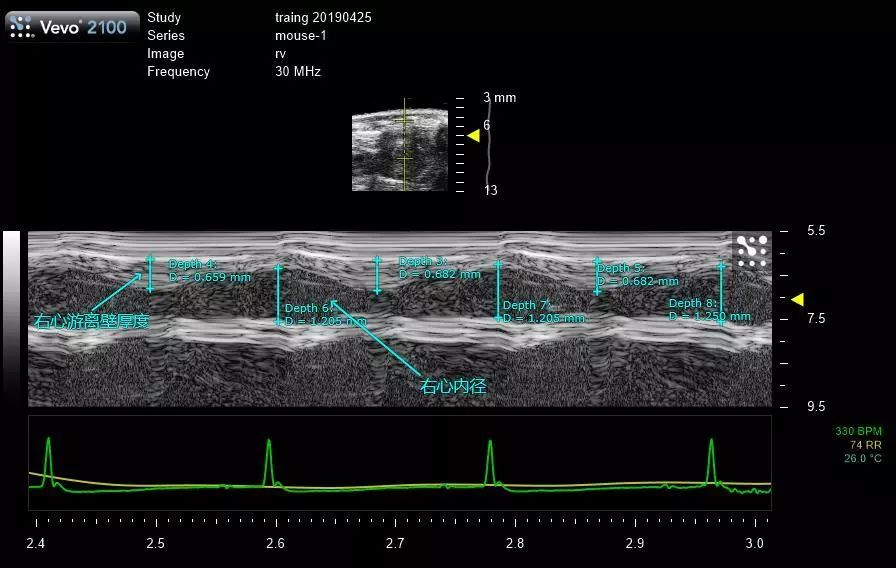 Vevo® 2100
Study traing 20190425
Series mouse-1
Image rv
Frequency 30 MHz
3 mm
6
13
5.5
7.5
9.5
Depth 4:
D = 0.659 mm
Depth 3:
D = 0.682 mm
Depth 5:
D = 0.682 mm
Depth 6:
D = 1.205 mm
Depth 7:
D = 1.205 mm
Depth 8:
D = 1.250 mm
右心游离壁厚度
右心内径
330 BPM
74 RR
26.0 °C
2.4 2.5 2.6 2.7 2.8 2.9 3.0